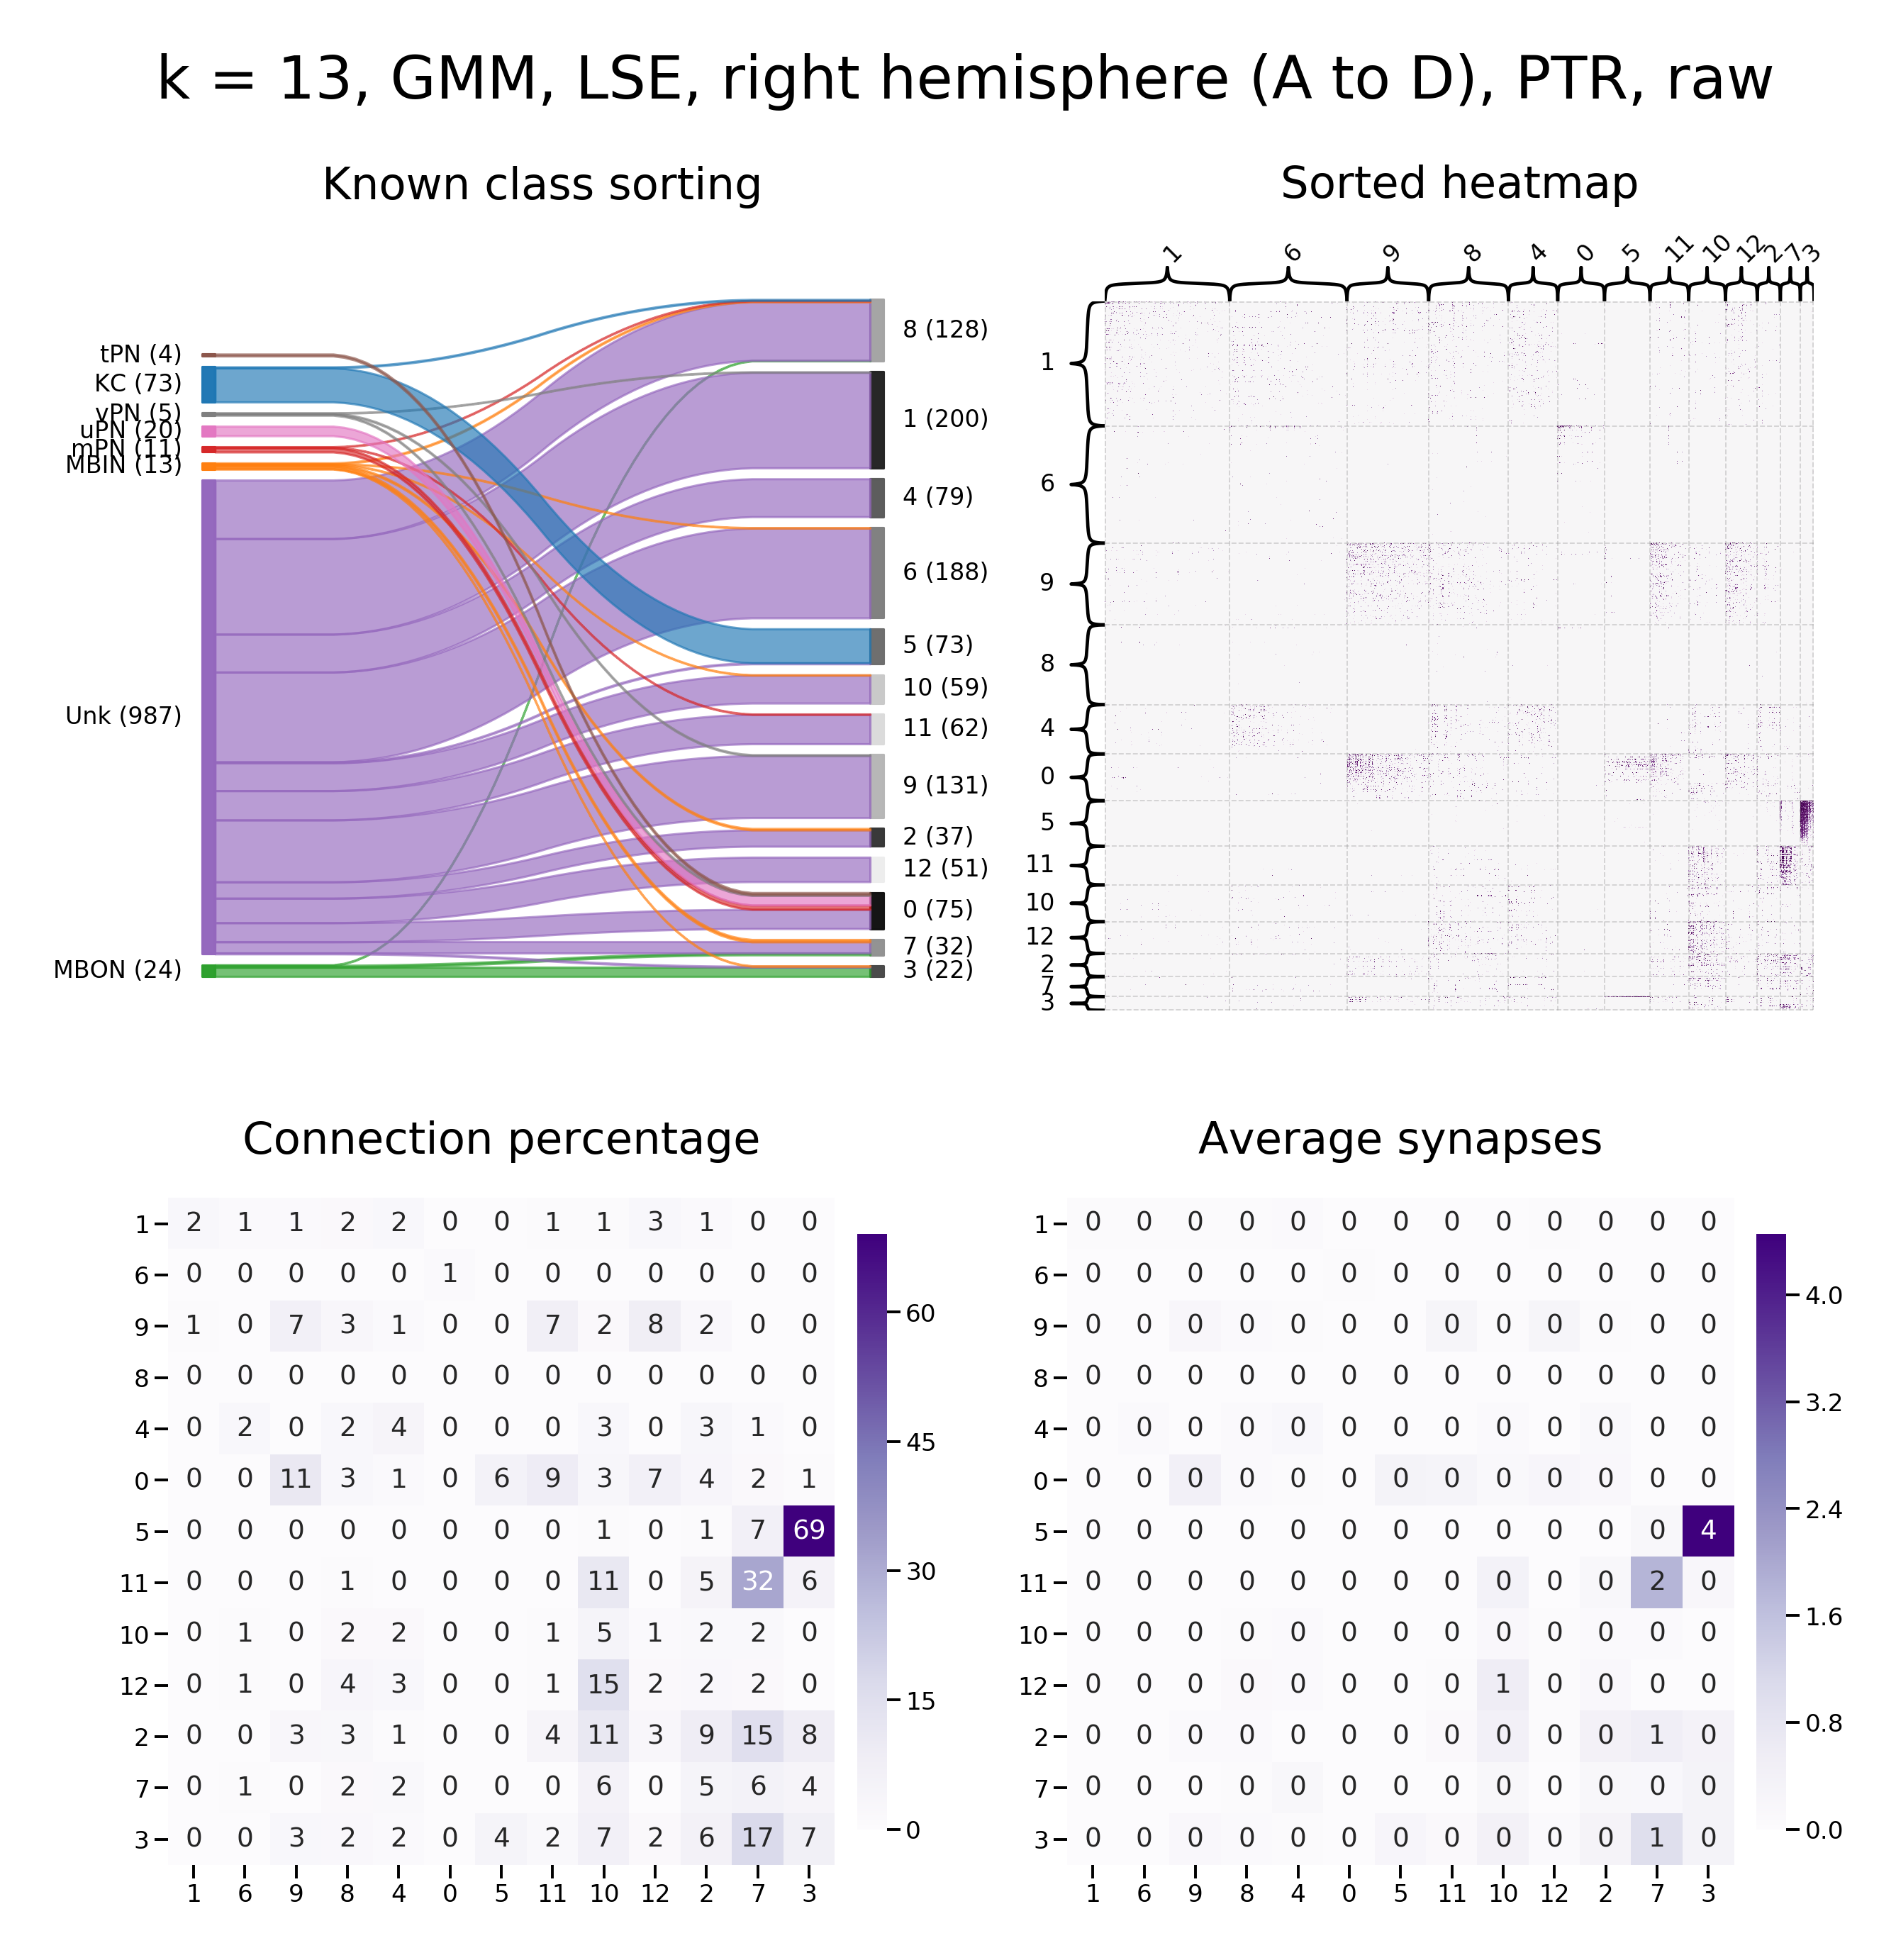 k = 13, GMM, LSE, right hemisphere (A to D), PTR, raw
Known class sorting
tPN (4)
KC (73)
vPN (5)
uPN (20)
mPN (11)
MBIN (13)
Unk (987)
MBON (24)
8 (128)
1 (200)
4 (79)
6 (188)
5 (73)
10 (59)
11 (62)
9 (131)
2 (37)
12 (51)
0 (75)
7 (32)
3 (22)
Sorted heatmap
1 6 9 8 4 0 5 11 10 12 2 7 3
1
6
9
8
4
0
5
11
10
12
2
7
3
Connection percentage
1 2 1 1 2 2 0 0 1 1 3 1 0 0
6 0 0 0 0 0 1 0 0 0 0 0 0 0
9 1 0 7 3 1 0 0 7 2 8 2 0 0
8 0 0 0 0 0 0 0 0 0 0 0 0 0
4 0 2 0 2 4 0 0 0 3 0 3 1 0
0 0 0 11 3 1 0 6 9 3 7 4 2 1
5 0 0 0 0 0 0 0 0 1 0 1 7 69
11 0 0 0 1 0 0 0 0 11 0 5 32 6
10 0 1 0 2 2 0 0 1 5 1 2 2 0
12 0 1 0 4 3 0 0 1 15 2 2 2 0
2 0 0 3 3 1 0 0 4 11 3 9 15 8
7 0 1 0 2 2 0 0 0 6 0 5 6 4
3 0 0 3 2 2 0 4 2 7 2 6 17 7
1 6 9 8 4 0 5 11 10 12 2 7 3
60
45
30
15
0
Average synapses
1 0 0 0 0 0 0 0 0 0 0 0 0 0
6 0 0 0 0 0 0 0 0 0 0 0 0 0
9 0 0 0 0 0 0 0 0 0 0 0 0 0
8 0 0 0 0 0 0 0 0 0 0 0 0 0
4 0 0 0 0 0 0 0 0 0 0 0 0 0
0 0 0 0 0 0 0 0 0 0 0 0 0 0
5 0 0 0 0 0 0 0 0 0 0 0 0 4
11 0 0 0 0 0 0 0 0 0 0 0 2 0
10 0 0 0 0 0 0 0 0 0 0 0 0 0
12 0 0 0 0 0 0 0 0 1 0 0 0 0
2 0 0 0 0 0 0 0 0 0 0 0 1 0
7 0 0 0 0 0 0 0 0 0 0 0 0 0
3 0 0 0 0 0 0 0 0 0 0 0 1 0
1 6 9 8 4 0 5 11 10 12 2 7 3
4.0
3.2
2.4
1.6
0.8
0.0